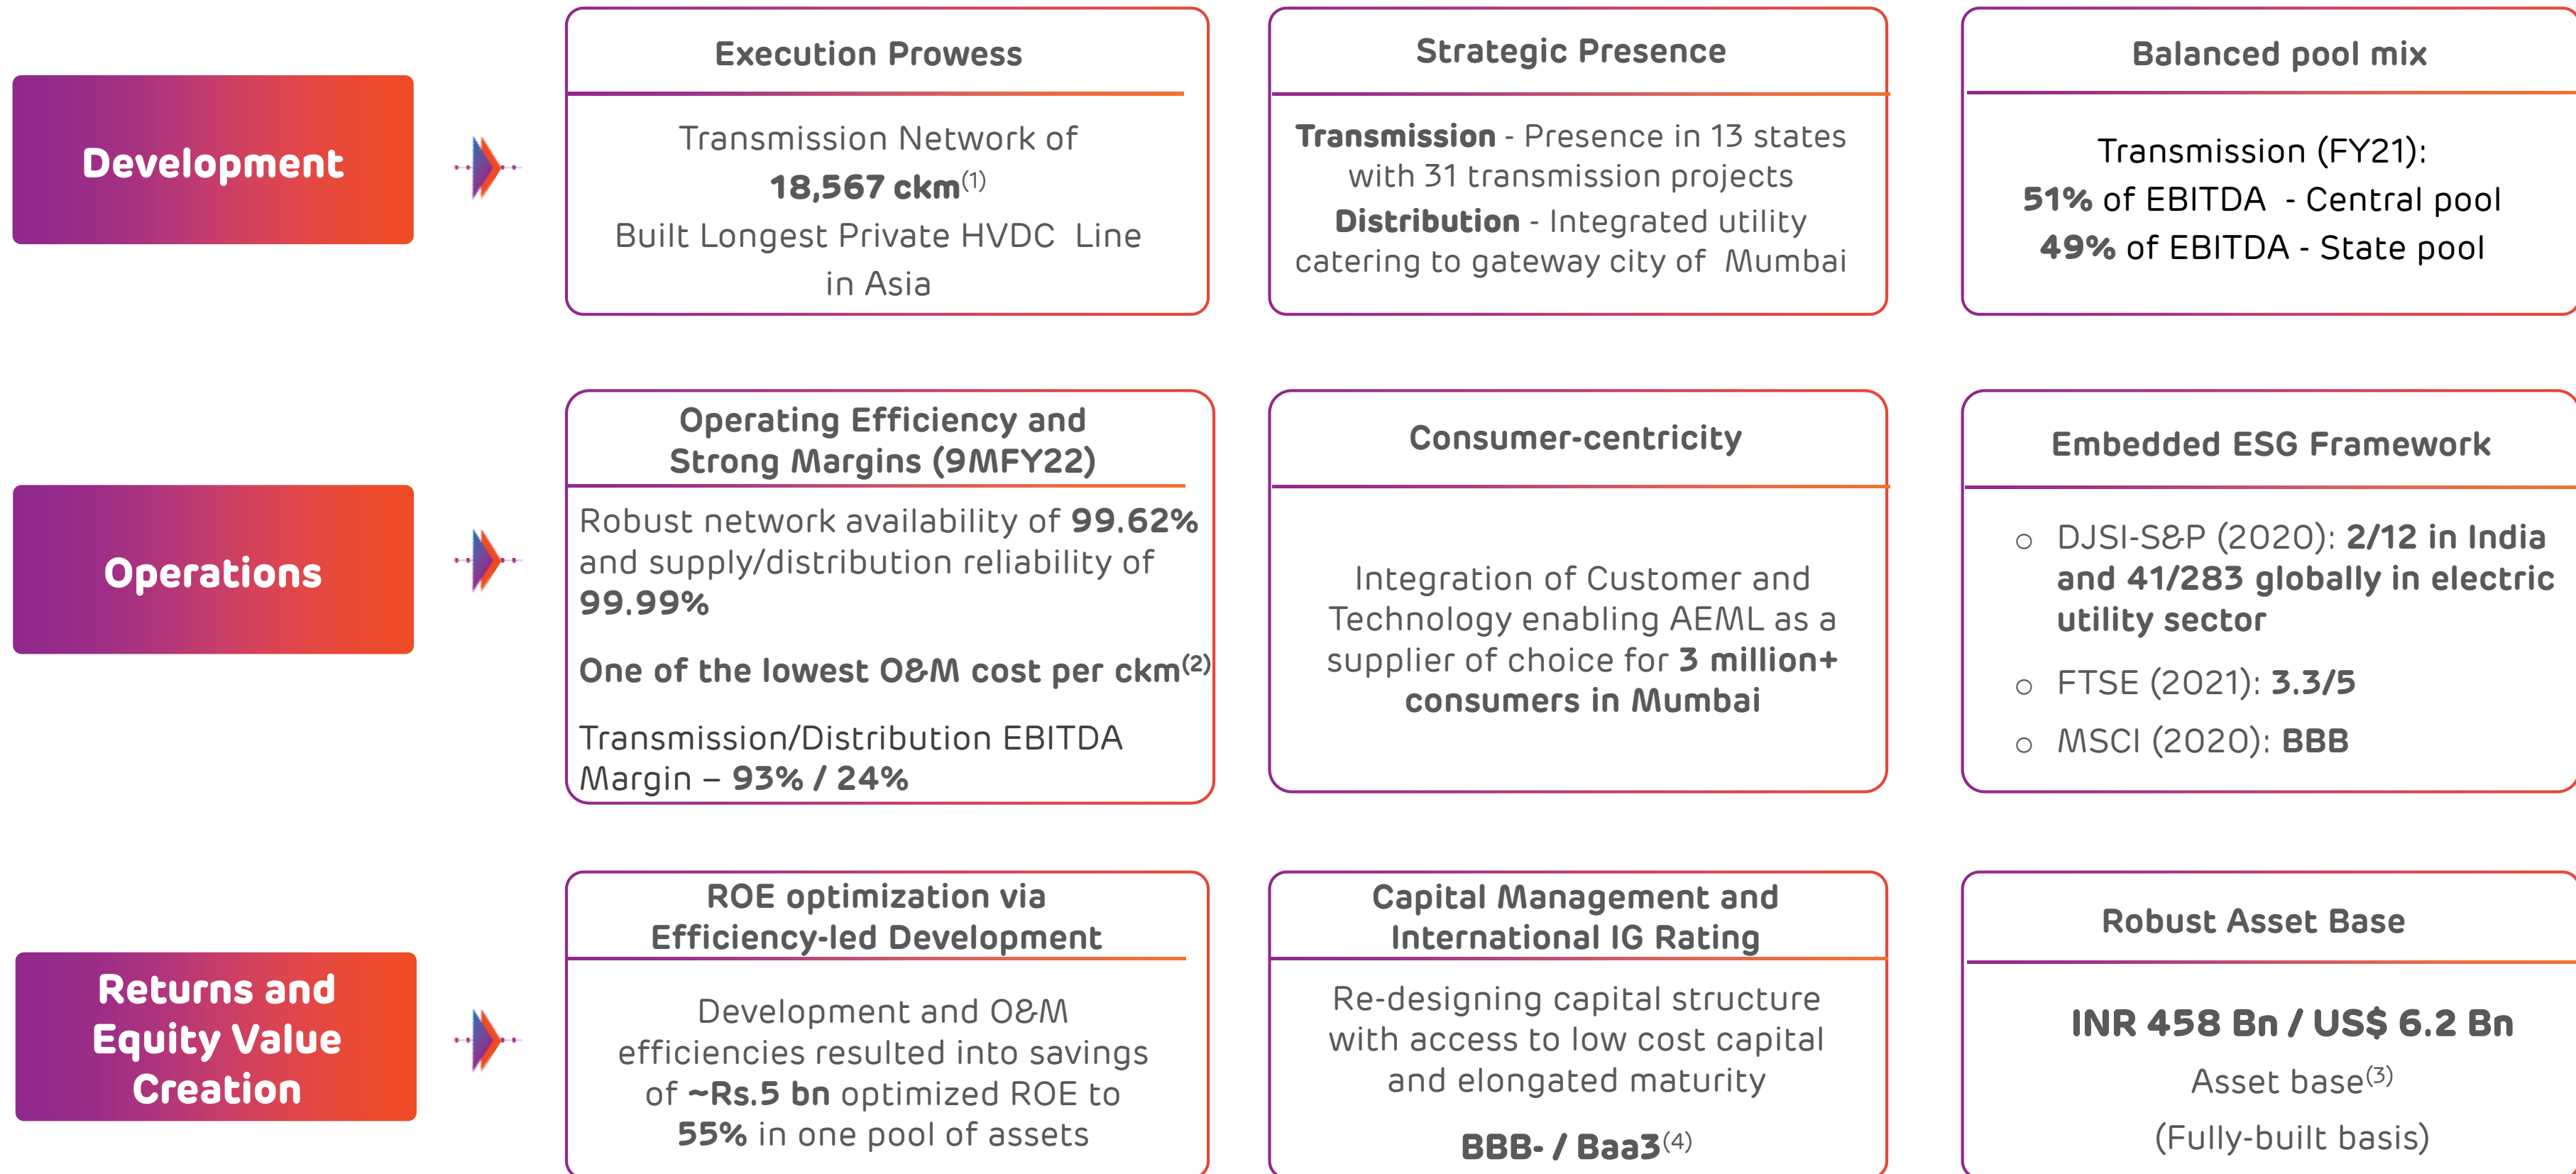 Development
Execution Prowess
Transmission Network of
18,567 ckm(1)
Built Longest Private HVDC Line
in Asia
Strategic Presence
Transmission - Presence in 13 states
with 31 transmission projects
Distribution - Integrated utility
catering to gateway city of Mumbai
Balanced pool mix
Transmission (FY21):
51% of EBITDA - Central pool
49% of EBITDA - State pool
Operations
Operating Efficiency and
Strong Margins (9MFY22)
Robust network availability of 99.62%
and supply/distribution reliability of
99.99%
One of the lowest O&M cost per ckm(2)
Transmission/Distribution EBITDA
Margin – 93% / 24%
Consumer-centricity
Integration of Customer and
Technology enabling AEML as a
supplier of choice for 3 million+
consumers in Mumbai
Embedded ESG Framework
○ DJSI-S&P (2020): 2/12 in India
and 41/283 globally in electric
utility sector
○ FTSE (2021): 3.3/5
○ MSCI (2020): BBB
Returns and
Equity Value
Creation
ROE optimization via
Efficiency-led Development
Development and O&M
efficiencies resulted into savings
of ~Rs.5 bn optimized ROE to
55% in one pool of assets
Capital Management and
International IG Rating
Re-designing capital structure
with access to low cost capital
and elongated maturity
BBB- / Baa3(4)
Robust Asset Base
INR 458 Bn / US$ 6.2 Bn
Asset base(3)
(Fully-built basis)